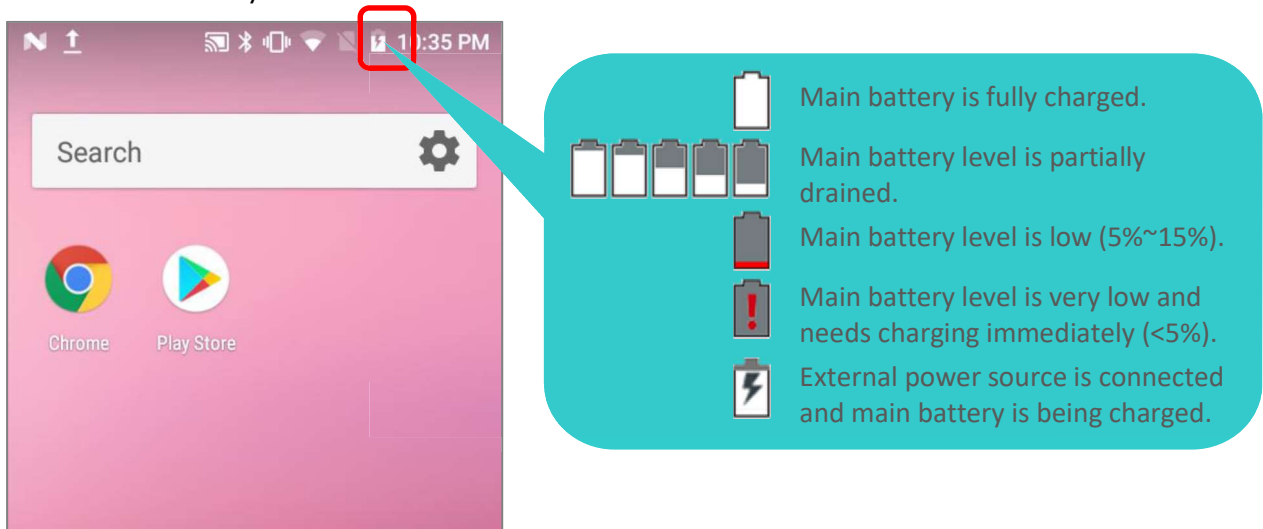 10:35 PM
Search
Chrome
Play Store
Main battery is fully charged.
Main battery level is partially
drained.
Main battery level is low (5%~15%).
Main battery level is very low and
needs charging immediately (<5%).
External power source is connected
and main battery is being charged.